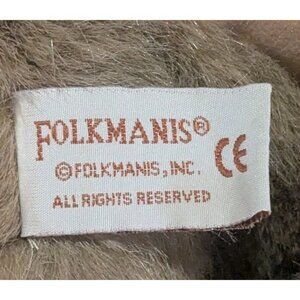 FOLKMANIS®
CE
©FOLKMANIS, INC.
ALL RIGHTS RESERVED